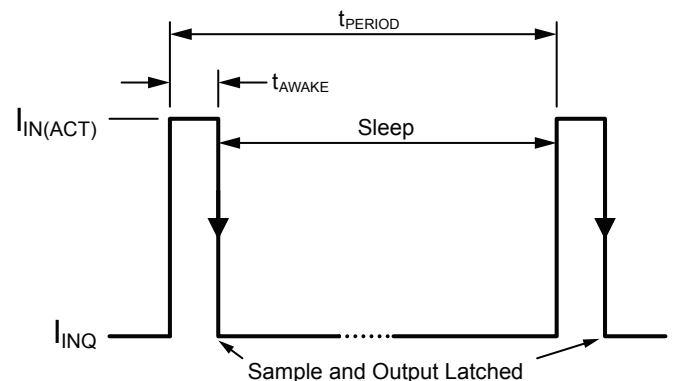 tPERIOD
tAWAKE
IIN(ACT)
Sleep
IINQ
Sample and Output Latched